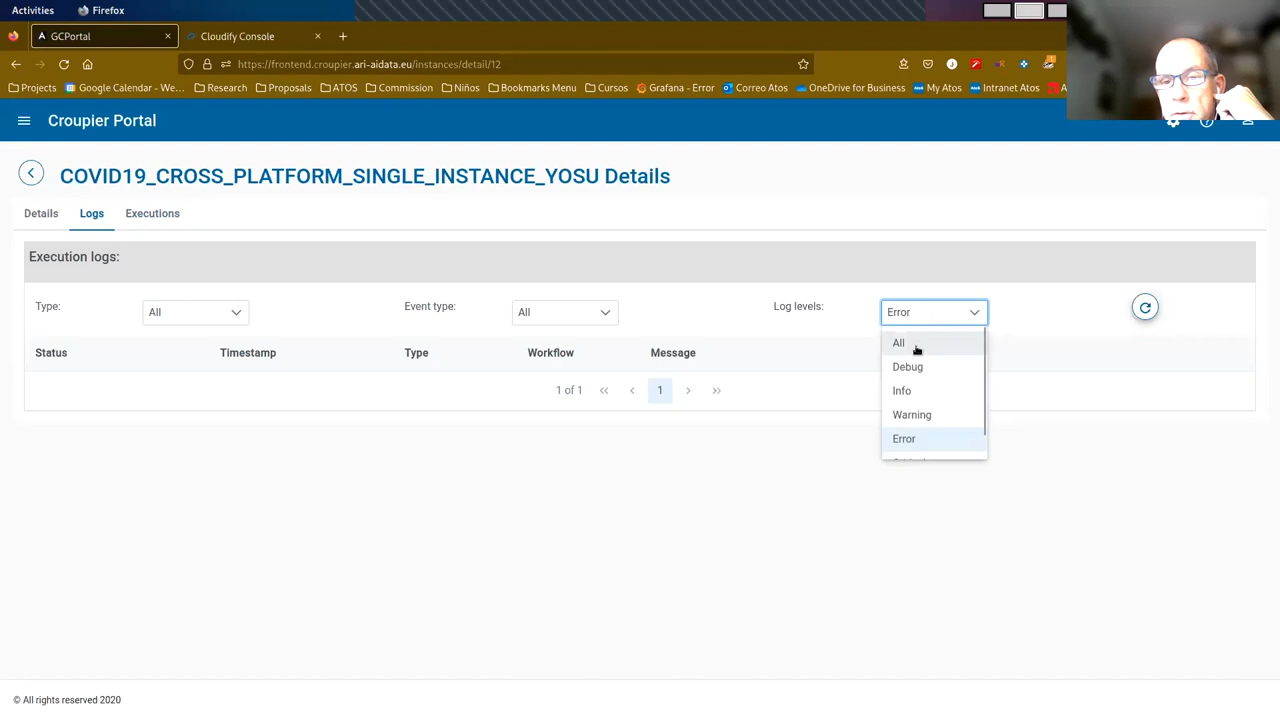 Activities
Firefox
GCPortal
Cloudify Console
https://frontend.croupier.ari-aidata.eu/instances/detail/12
Projects
Google Calendar - We...
Research
Proposals
ATOS
Commission
Niños
Bookmarks Menu
Cursos
Grafana - Error
Correo Atos
OneDrive for Business
My Atos
Intranet Atos
Croupier Portal
COVID19_CROSS_PLATFORM_SINGLE_INSTANCE_YOSU Details
Details
Logs
Executions
Execution logs:
Type:
All
Event type:
All
Log levels:
Error
Status
Timestamp
Type
Workflow
Message
All
Debug
Info
Warning
Error
1 of 1
1
© All rights reserved 2020